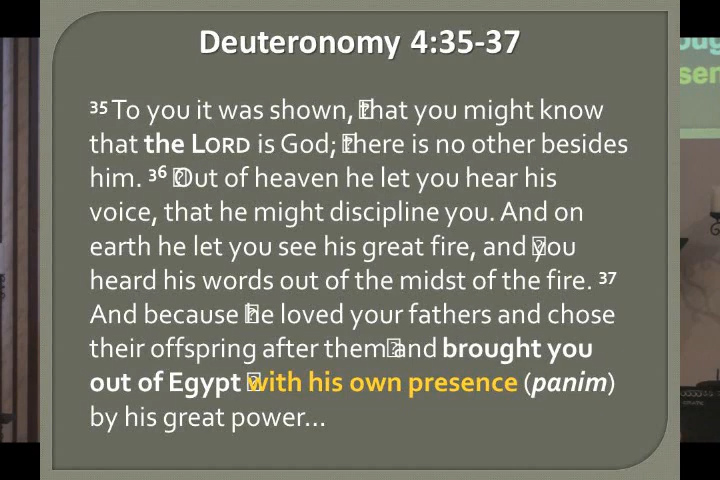 Deuteronomy 4:35-37
35 To you it was shown, that you might know
that the LORD is God; there is no other besides
him. 36 Out of heaven he let you hear his
voice, that he might discipline you. And on
earth he let you see his great fire, and you
heard his words out of the midst of the fire. 37
And because he loved your fathers and chose
their offspring after them and brought you
out of Egypt with his own presence (panim)
by his great power...